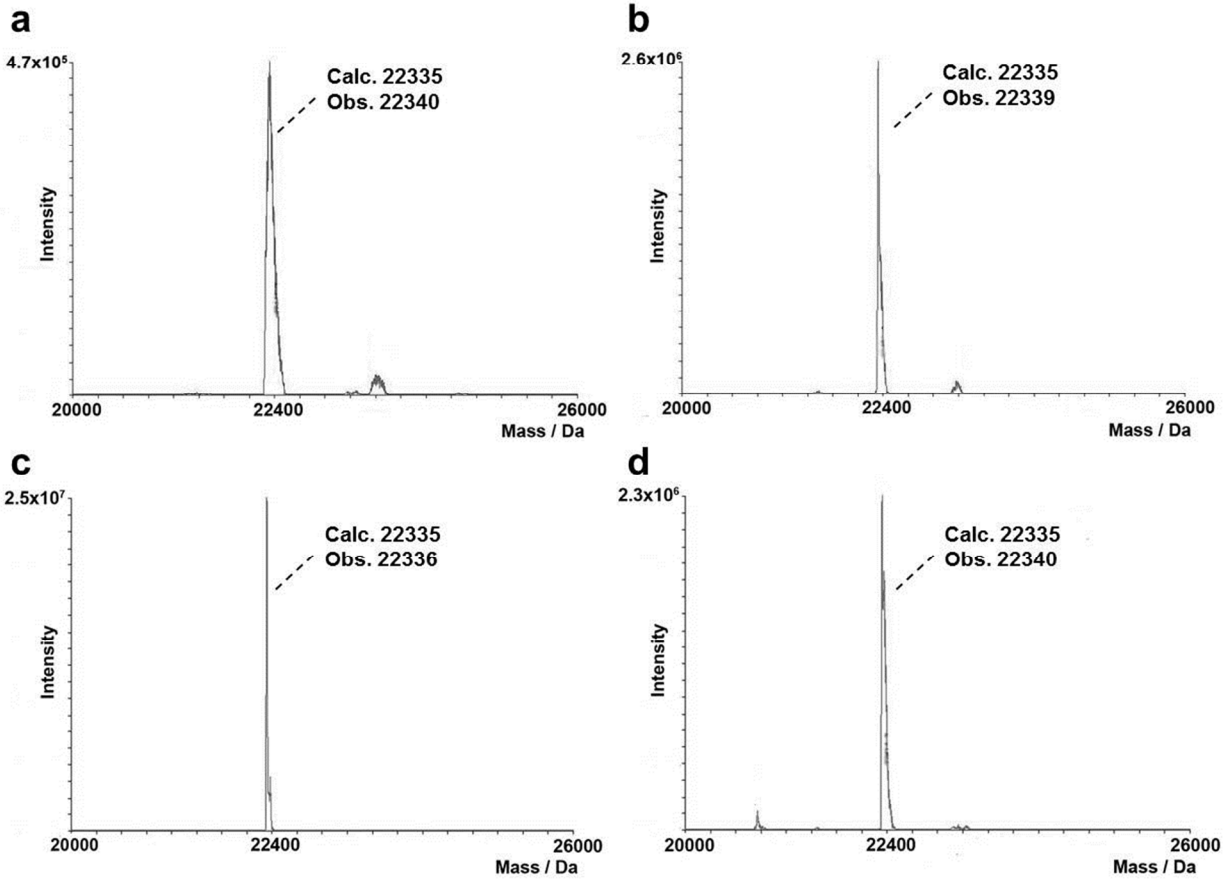 a
4.7x10⁵
Calc. 22335
Obs. 22340
Intensity
20000
22400
26000
Mass / Da
b
2.6x10⁶
Calc. 22335
Obs. 22339
Intensity
20000
22400
26000
Mass / Da
c
2.5x10⁷
Calc. 22335
Obs. 22336
Intensity
20000
22400
26000
Mass / Da
d
2.3x10⁶
Calc. 22335
Obs. 22340
Intensity
20000
22400
26000
Mass / Da